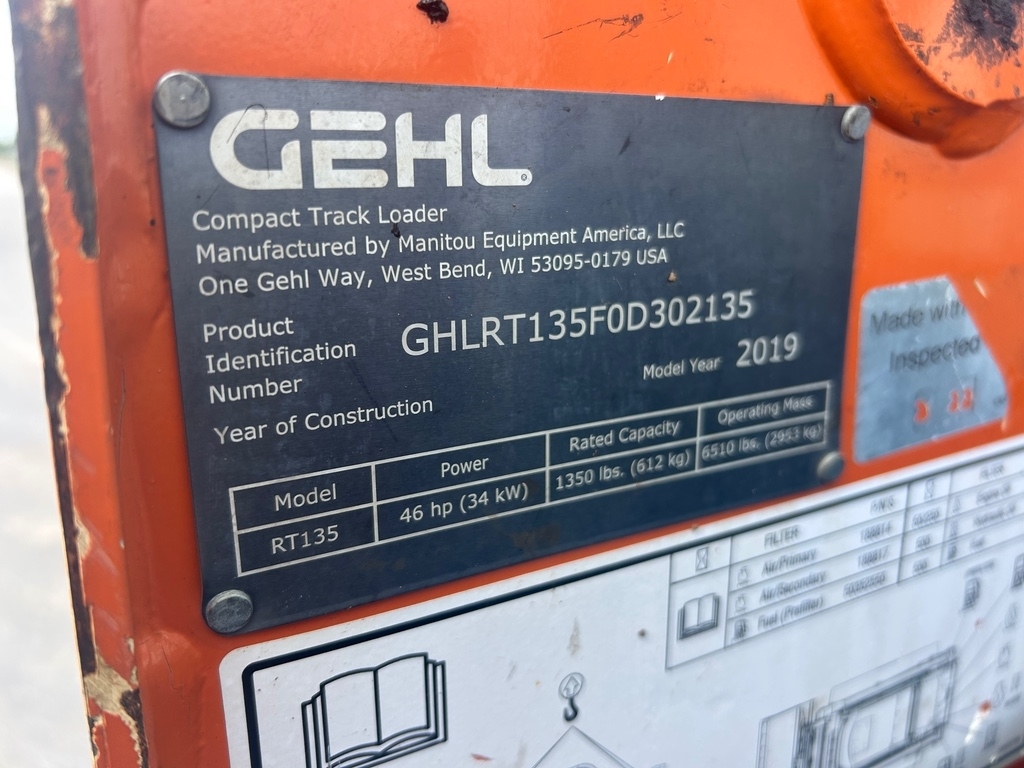 GEHL
Compact Track Loader
Manufactured by Manitou Equipment America, LLC
One Gehl Way, West Bend, WI 53095-0179 USA
Product
Identification
Number
GHLRT135F0D302135
Model Year 2019
Year of Construction
Model Power Rated Capacity Operating Mass
RT135 46 hp (34 kW) 1350 lbs. (612 kg) 6510 lbs. (2953 kg)
Made with
Inspected
FILTER P/N'S
Air/Primary
Air/Secondary
Fuel (Prefilter)